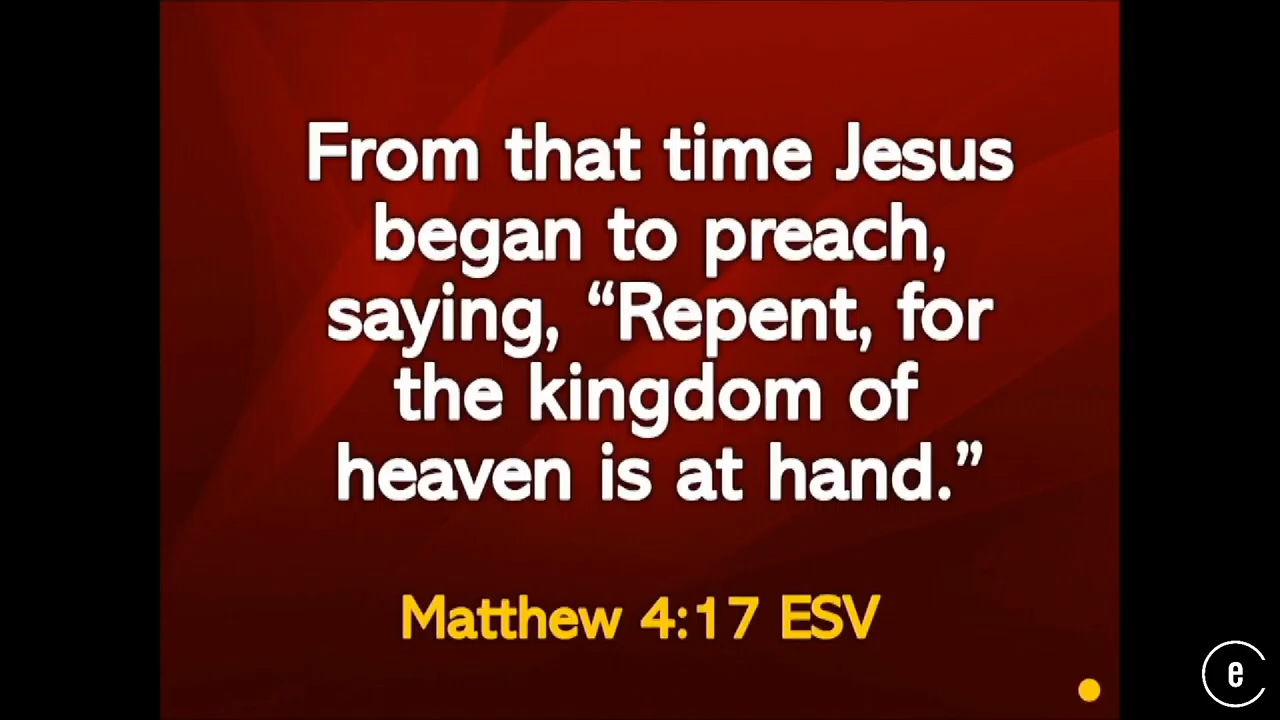 From that time Jesus
began to preach,
saying, “Repent, for
the kingdom of
heaven is at hand.”
Matthew 4:17 ESV
e